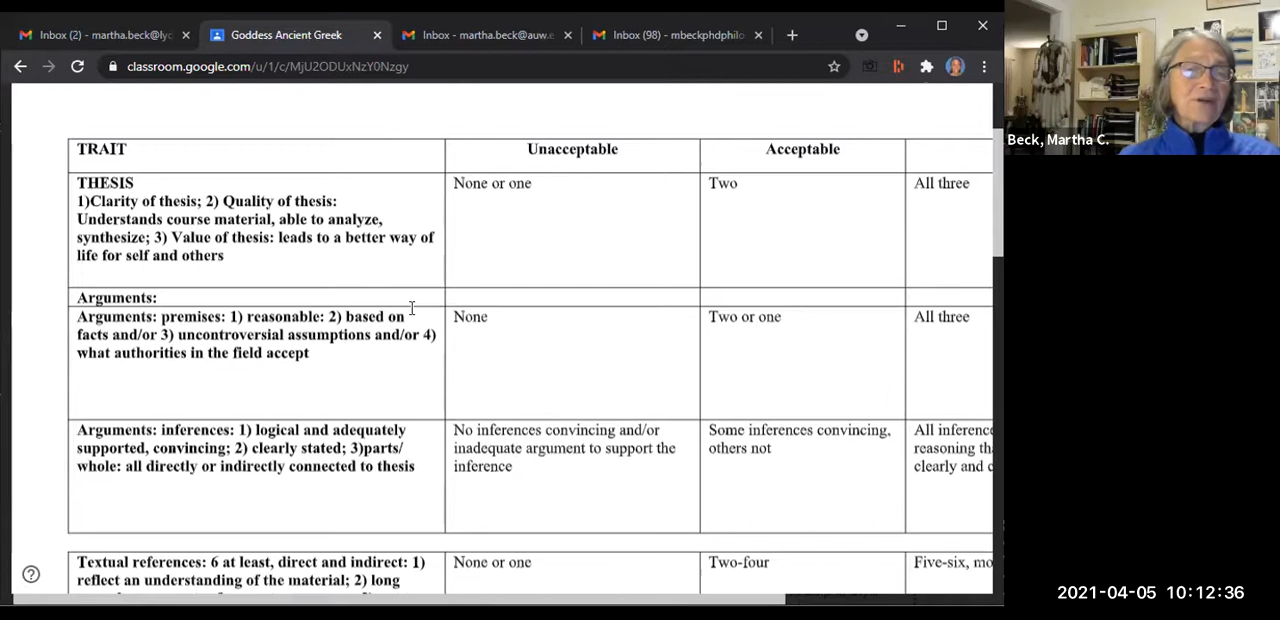 Inbox (2) - martha.beck@lyc
Goddess Ancient Greek
Inbox - martha.beck@auw.e
Inbox (98) - mbeckphdphilo
classroom.google.com/u/1/c/MjU2ODUxNzY0Nzgy
Beck, Martha C.
TRAIT
Unacceptable
Acceptable
THESIS
1)Clarity of thesis; 2) Quality of thesis:
Understands course material, able to analyze,
synthesize; 3) Value of thesis: leads to a better way of
life for self and others
None or one
Two
All three
Arguments:
Arguments: premises: 1) reasonable: 2) based on
facts and/or 3) uncontroversial assumptions and/or 4)
what authorities in the field accept
None
Two or one
All three
Arguments: inferences: 1) logical and adequately
supported, convincing; 2) clearly stated; 3)parts/
whole: all directly or indirectly connected to thesis
No inferences convincing and/or
inadequate argument to support the
inference
Some inferences convincing,
others not
All inference
reasoning th
clearly and c
Textual references: 6 at least, direct and indirect: 1)
reflect an understanding of the material; 2) long
None or one
Two-four
Five-six, mo
2021-04-05 10:12:36